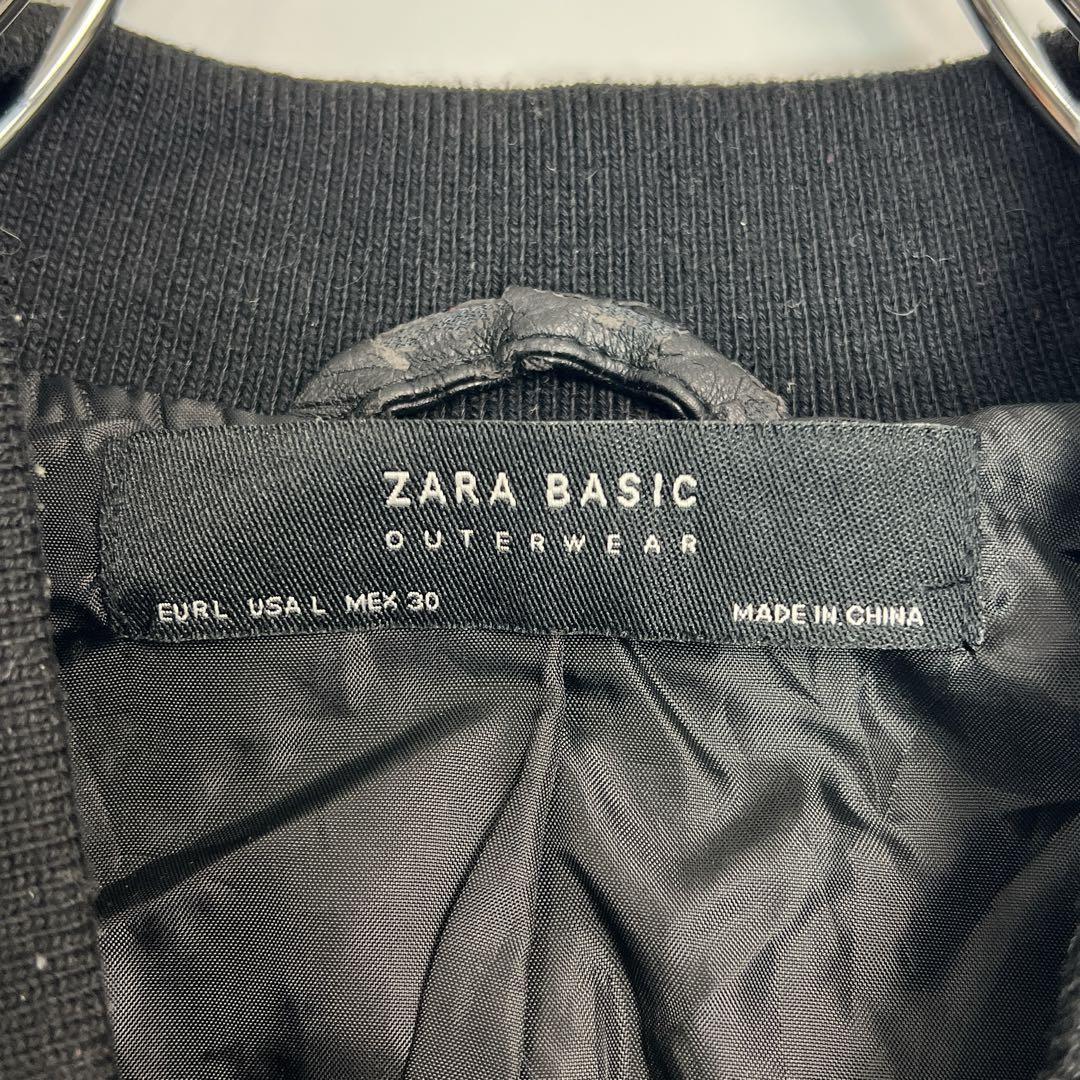 ZARA BASIC
OUTERWEAR
EUR L USA L MEX 30 MADE IN CHINA